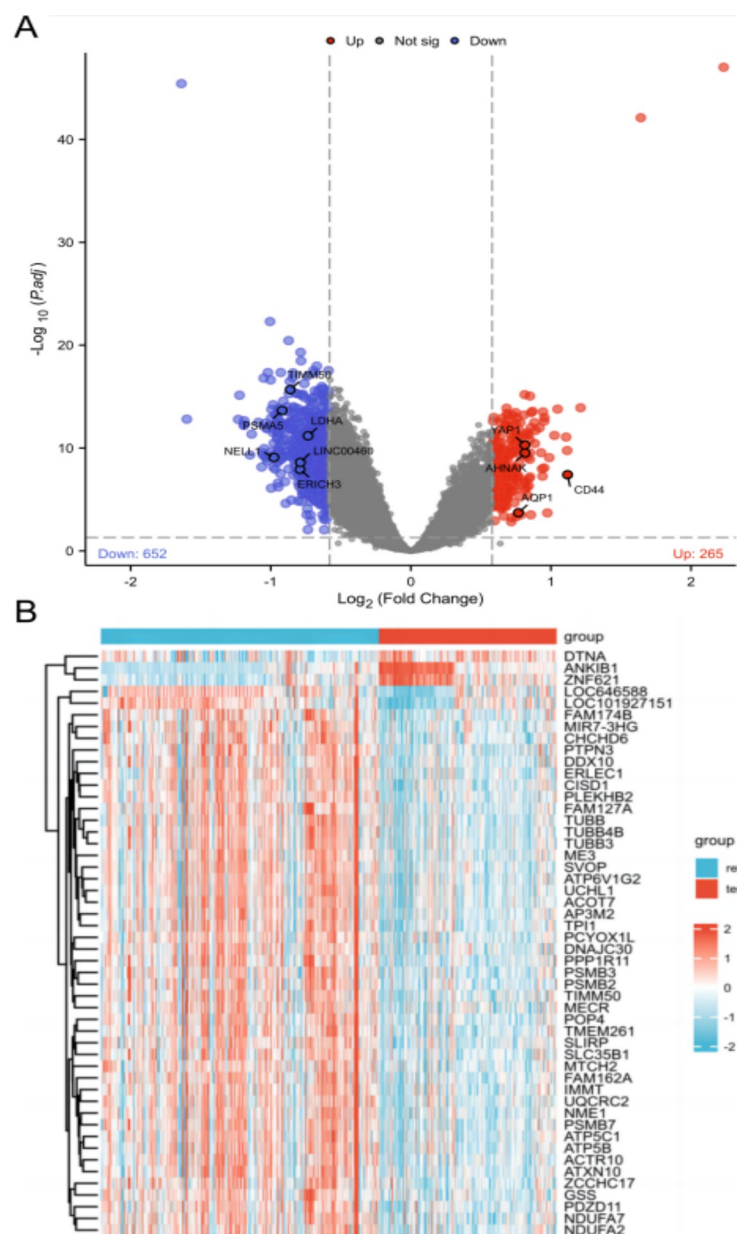 A
Up Not sig Down
40
30
20
10
0
-Log 10 (P.adj)
TIMM50
PSMA5
LDHA
NELL1
LINC00460
ERICH3
YAP1
AHNAK
CD44
AQP1
Down: 652
Up: 265
-2 -1 0 1 2
Log2 (Fold Change)
B
group
DTNA
ANKIB1
ZNF621
LOC646588
LOC101927151
FAM174B
MIR7-3HG
CHCHD6
PTPN3
DDX10
ERLEC1
CISD1
PLEKHB2
FAM127A
TUBB
TUBB4B
TUBB3
ME3
SVOP
ATP6V1G2
UCHL1
ACOT7
AP3M2
TPI1
PCYOX1L
DNAJC30
PPP1R11
PSMB3
PSMB2
TIMM50
MECR
POP4
TMEM261
SLIRP
SLC35B1
MTCH2
FAM162A
IMMT
UQCRC2
NME1
PSMB7
ATP5C1
ATP5B
ACTR10
ATXN10
ZCCHC17
GSS
PDZD11
NDUFA7
NDUFA2
group
re
te
2
1
0
-1
-2